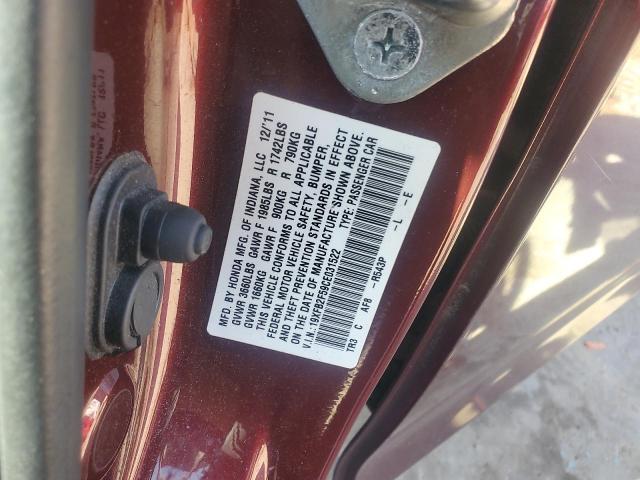 MFD. BY HONDA MFG. OF INDIANA, LLC 12/'11
GVWR 3660LBS GAWR F 1985LBS R 1742LBS
GVWR 1660KG GAWR F 900KG R 790KG
THIS VEHICLE CONFORMS TO ALL APPLICABLE
FEDERAL MOTOR VEHICLE SAFETY, BUMPER,
AND THEFT PREVENTION STANDARDS IN EFFECT
ON THE DATE OF MANUFACTURE SHOWN ABOVE.
V.I.N.:19XFB2F59CE031522 TYPE: PASSENGER CAR
TR3 C AF8 -R543P -L -E